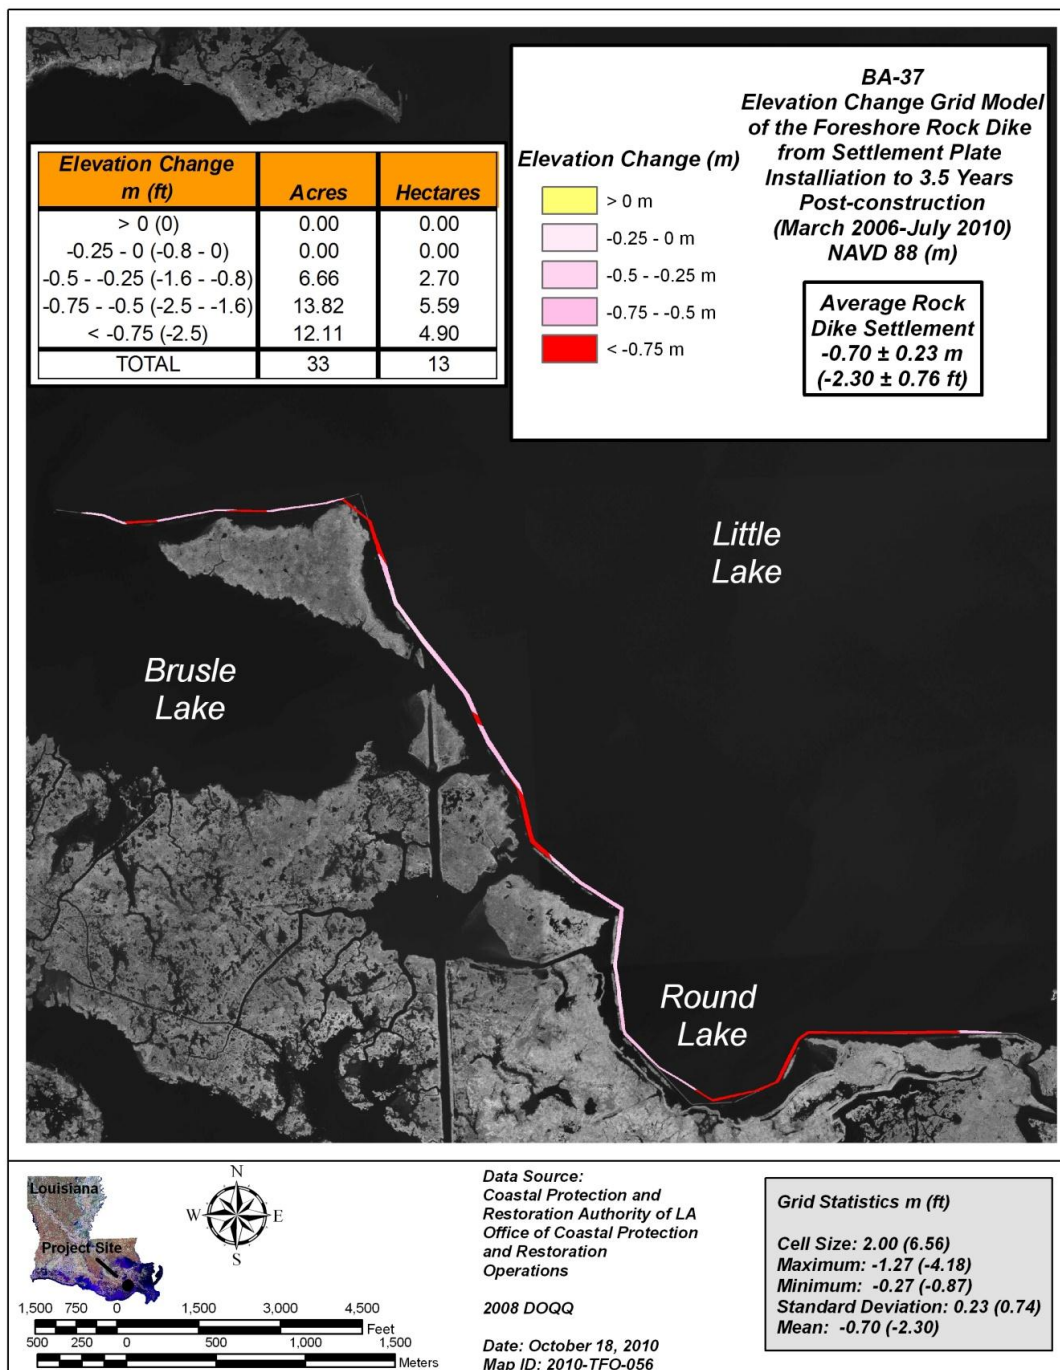 BA-37
Elevation Change Grid Model
of the Foreshore Rock Dike
from Settlement Plate
Installiation to 3.5 Years
Post-construction
(March 2006-July 2010)
NAVD 88 (m)
Average Rock
Dike Settlement
-0.70 ± 0.23 m
(-2.30 ± 0.76 ft)
Elevation Change (m)
> 0 m
-0.25 - 0 m
-0.5 - -0.25 m
-0.75 - -0.5 m
< -0.75 m
Elevation Change
m (ft) Acres Hectares
> 0 (0) 0.00 0.00
-0.25 - 0 (-0.8 - 0) 0.00 0.00
-0.5 - -0.25 (-1.6 - -0.8) 6.66 2.70
-0.75 - -0.5 (-2.5 - -1.6) 13.82 5.59
< -0.75 (-2.5) 12.11 4.90
TOTAL 33 13
Little
Lake
Brusle
Lake
Round
Lake
Louisiana
Project Site
N
W E
S
1,500 750 0 1,500 3,000 4,500
Feet
500 250 0 500 1,000 1,500
Meters
Data Source:
Coastal Protection and
Restoration Authority of LA
Office of Coastal Protection
and Restoration
Operations
2008 DOQQ
Date: October 18, 2010
Map ID: 2010-TFO-056
Grid Statistics m (ft)
Cell Size: 2.00 (6.56)
Maximum: -1.27 (-4.18)
Minimum: -0.27 (-0.87)
Standard Deviation: 0.23 (0.74)
Mean: -0.70 (-2.30)